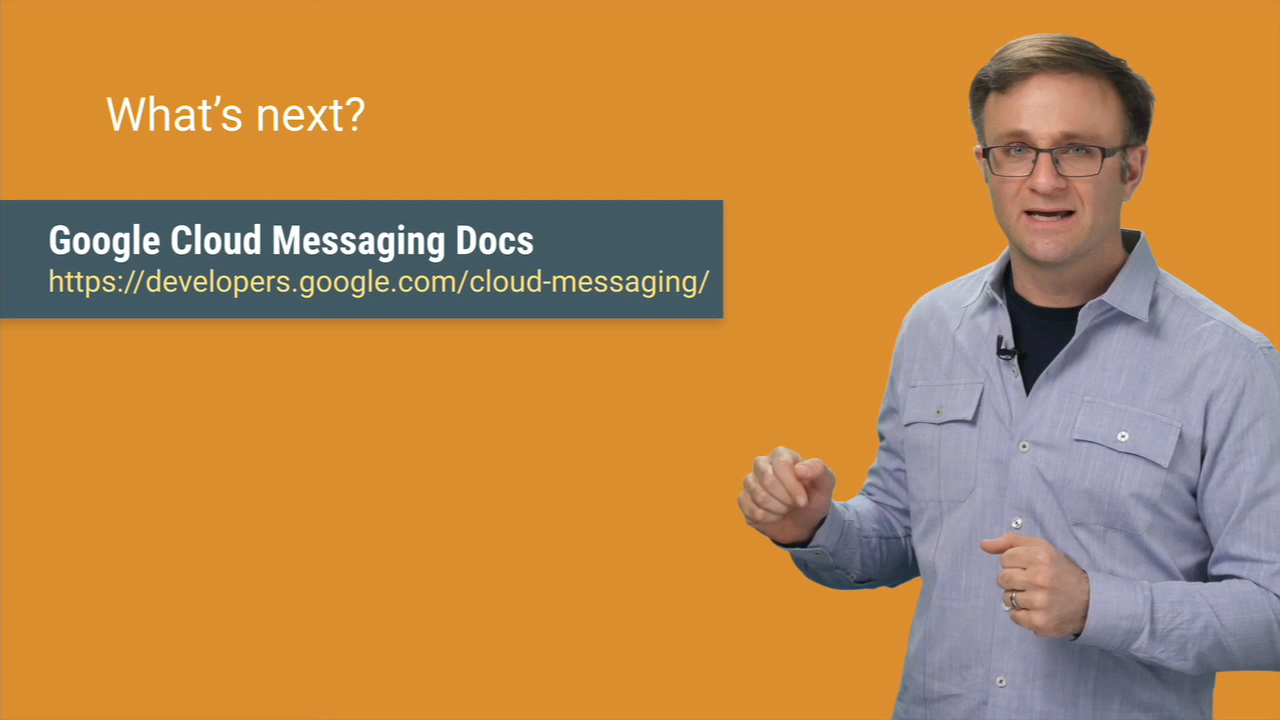 What’s next?
Google Cloud Messaging Docs
https://developers.google.com/cloud-messaging/